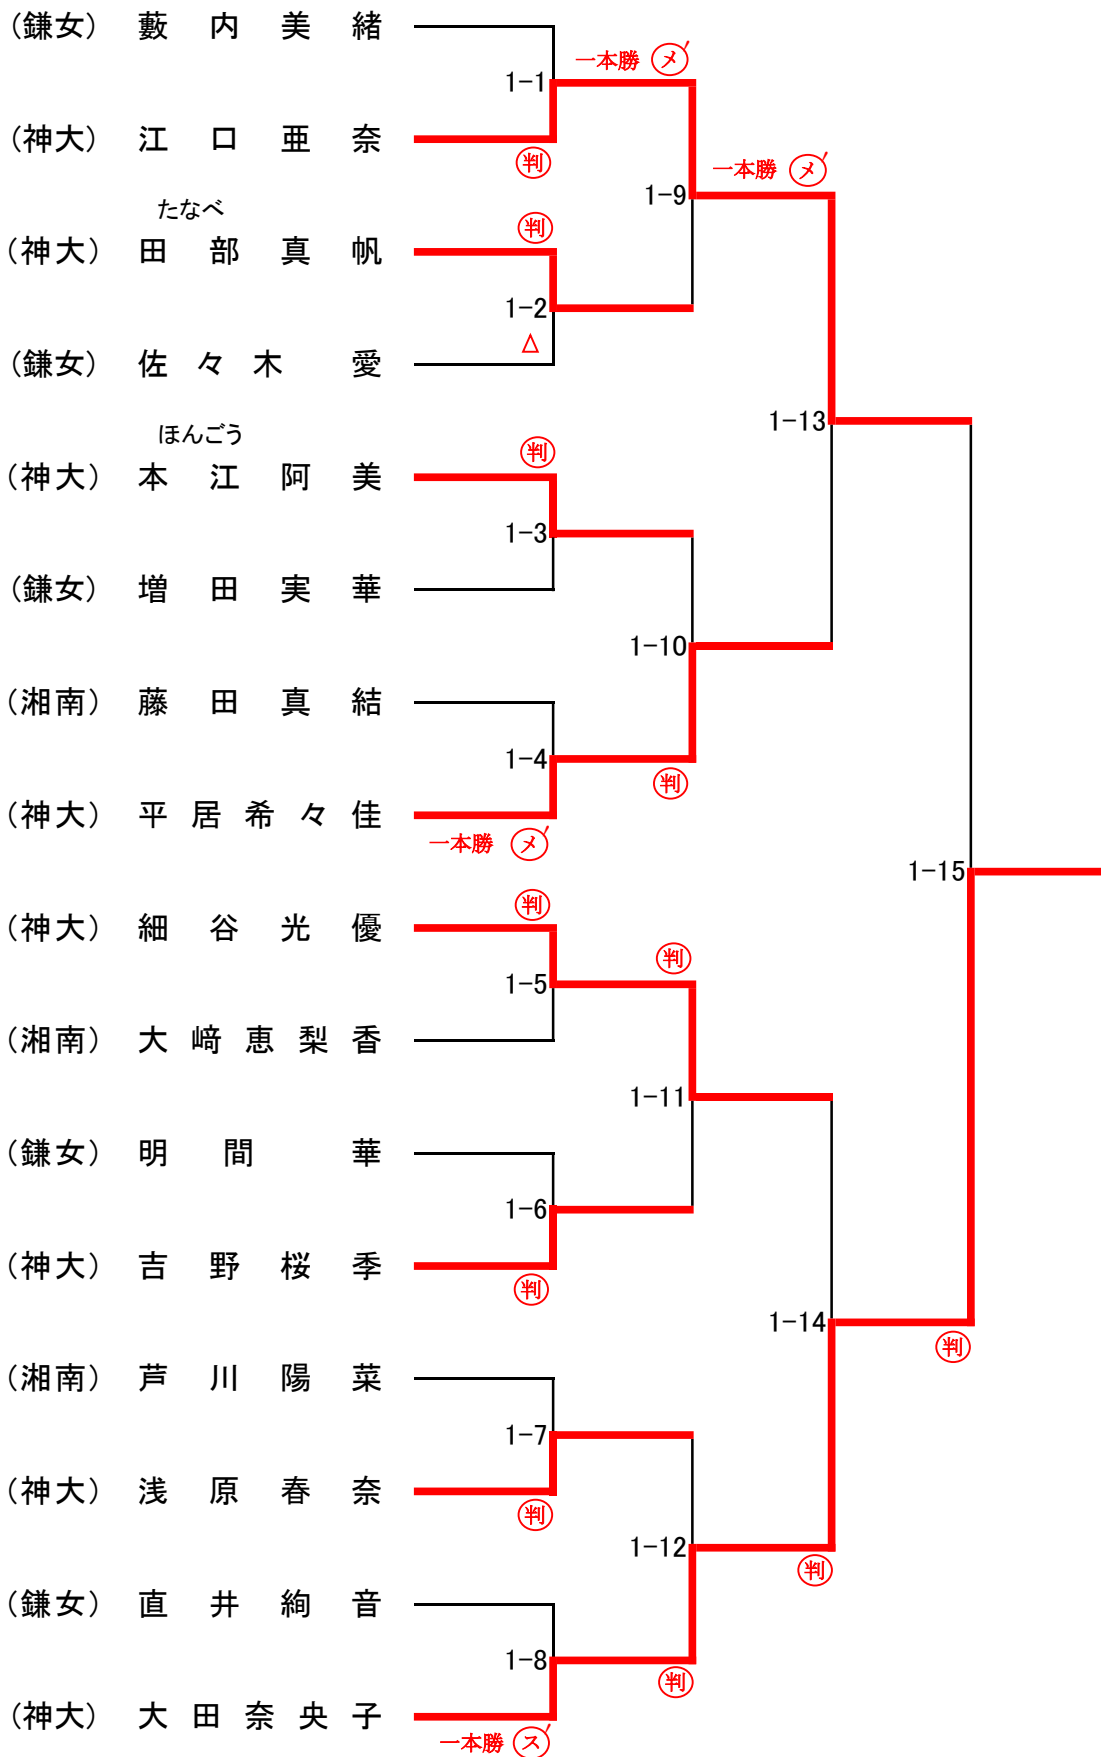 (鎌女) 藪内美緒
一本勝 メ
1-1
(神大) 江口亜奈
判
一本勝 メ
1-9
たなべ
判
(神大) 田部真帆
1-2
△
(鎌女) 佐々木愛
1-13
ほんごう
判
(神大) 本江阿美
1-3
(鎌女) 増田実華
1-10
(湘南) 藤田真結
1-4
判
(神大) 平居希々佳
一本勝 メ
1-15
判
(神大) 細谷光優
判
1-5
(湘南) 大﨑恵梨香
1-11
(鎌女) 明間華
1-6
(神大) 吉野桜季
判
1-14
判
(湘南) 芦川陽菜
1-7
(神大) 浅原春奈
判
1-12
判
(鎌女) 直井絢音
1-8
判
(神大) 大田奈央子
一本勝 ス